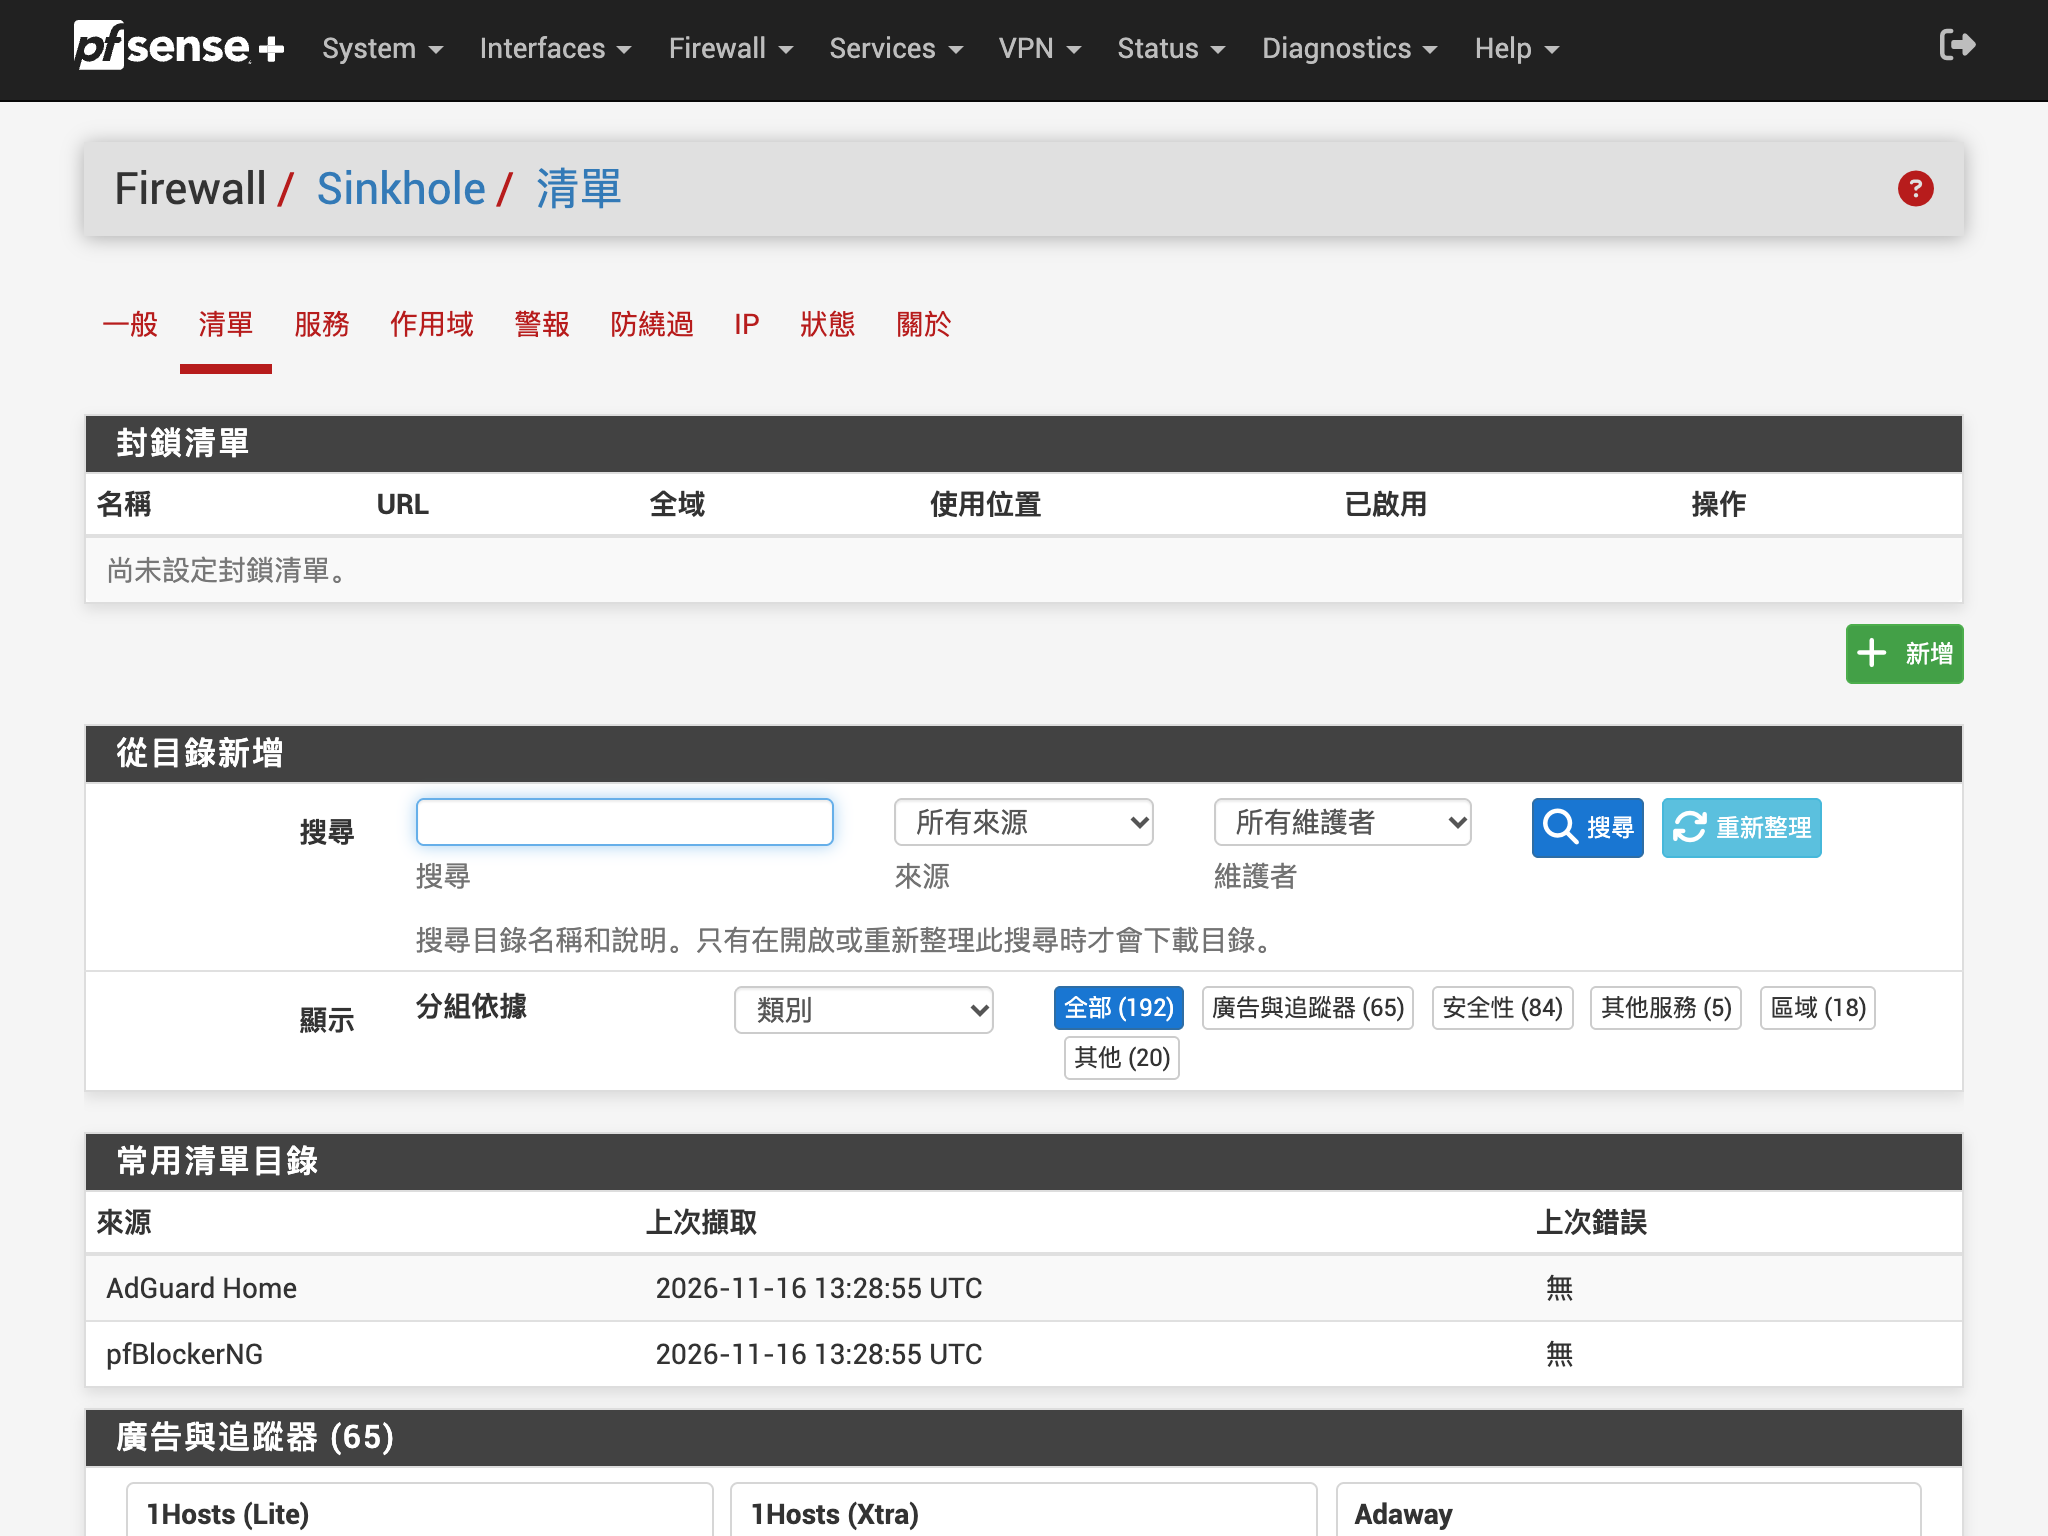 pfsense+ System Interfaces Firewall Services VPN Status Diagnostics Help
Firewall / Sinkhole / 清單
一般 清單 服務 作用域 警報 防繞過 IP 狀態 關於
封鎖清單
名稱 URL 全域 使用位置 已啟用 操作
尚未設定封鎖清單。
新增
從目錄新增
搜尋 所有來源 所有維護者 搜尋 重新整理
搜尋 來源 維護者
搜尋目錄名稱和說明。只有在開啟或重新整理此搜尋時才會下載目錄。
顯示 分組依據 類別 全部 (192) 廣告與追蹤器 (65) 安全性 (84) 其他服務 (5) 區域 (18)
其他 (20)
常用清單目錄
來源 上次擷取 上次錯誤
AdGuard Home 2026-11-16 13:28:55 UTC 無
pfBlockerNG 2026-11-16 13:28:55 UTC 無
廣告與追蹤器 (65)
1Hosts (Lite) 1Hosts (Xtra) Adaway